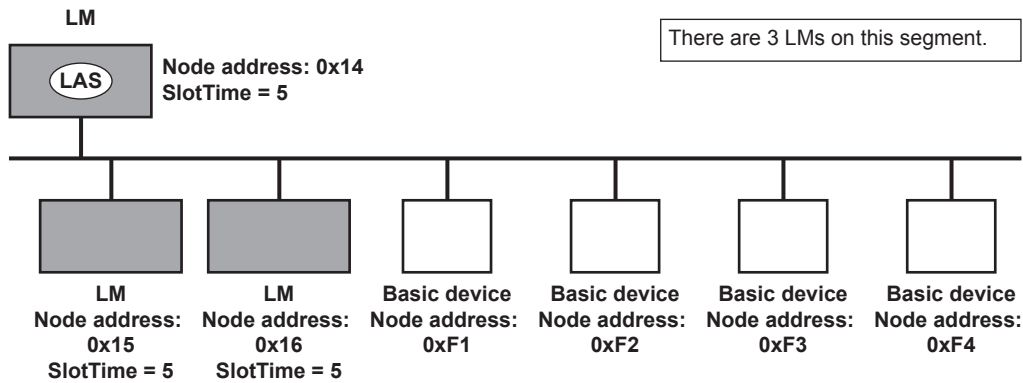 LM
There are 3 LMs on this segment.
LAS
Node address: 0x14
SlotTime = 5
LM
Node address:
0x15
SlotTime = 5
LM
Node address:
0x16
SlotTime = 5
Basic device
Node address:
0xF1
Basic device
Node address:
0xF2
Basic device
Node address:
0xF3
Basic device
Node address:
0xF4